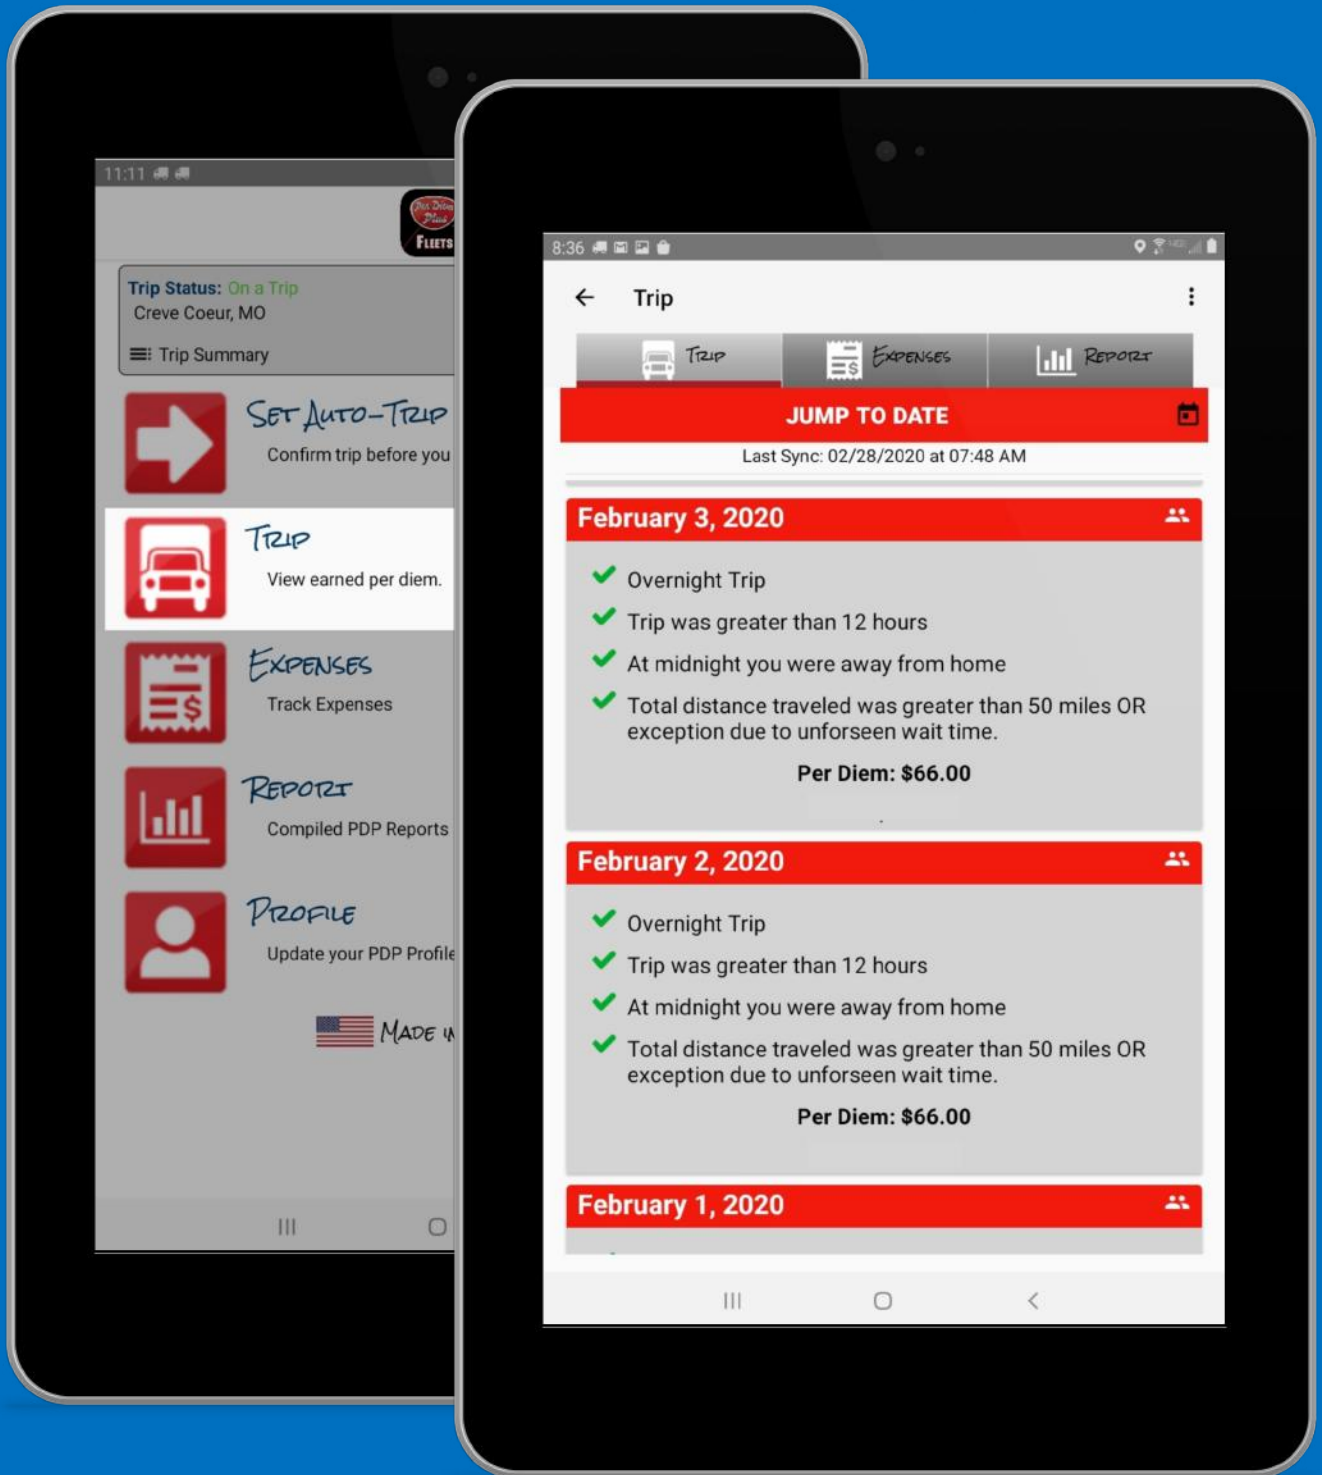 11:11
Per Diem
Plus
FLEETS
Trip Status: On a Trip
Creve Coeur, MO
Trip Summary
SET AUTO-TRIP
Confirm trip before you
TRIP
View earned per diem.
EXPENSES
Track Expenses
REPORT
Compiled PDP Reports
PROFILE
Update your PDP Profile
MADE
8:36
Trip
TRIP
EXPENSES
REPORT
JUMP TO DATE
Last Sync: 02/28/2020 at 07:48 AM
February 3, 2020
Overnight Trip
Trip was greater than 12 hours
At midnight you were away from home
Total distance traveled was greater than 50 miles OR
exception due to unforseen wait time.
Per Diem: $66.00
February 2, 2020
Overnight Trip
Trip was greater than 12 hours
At midnight you were away from home
Total distance traveled was greater than 50 miles OR
exception due to unforseen wait time.
Per Diem: $66.00
February 1, 2020